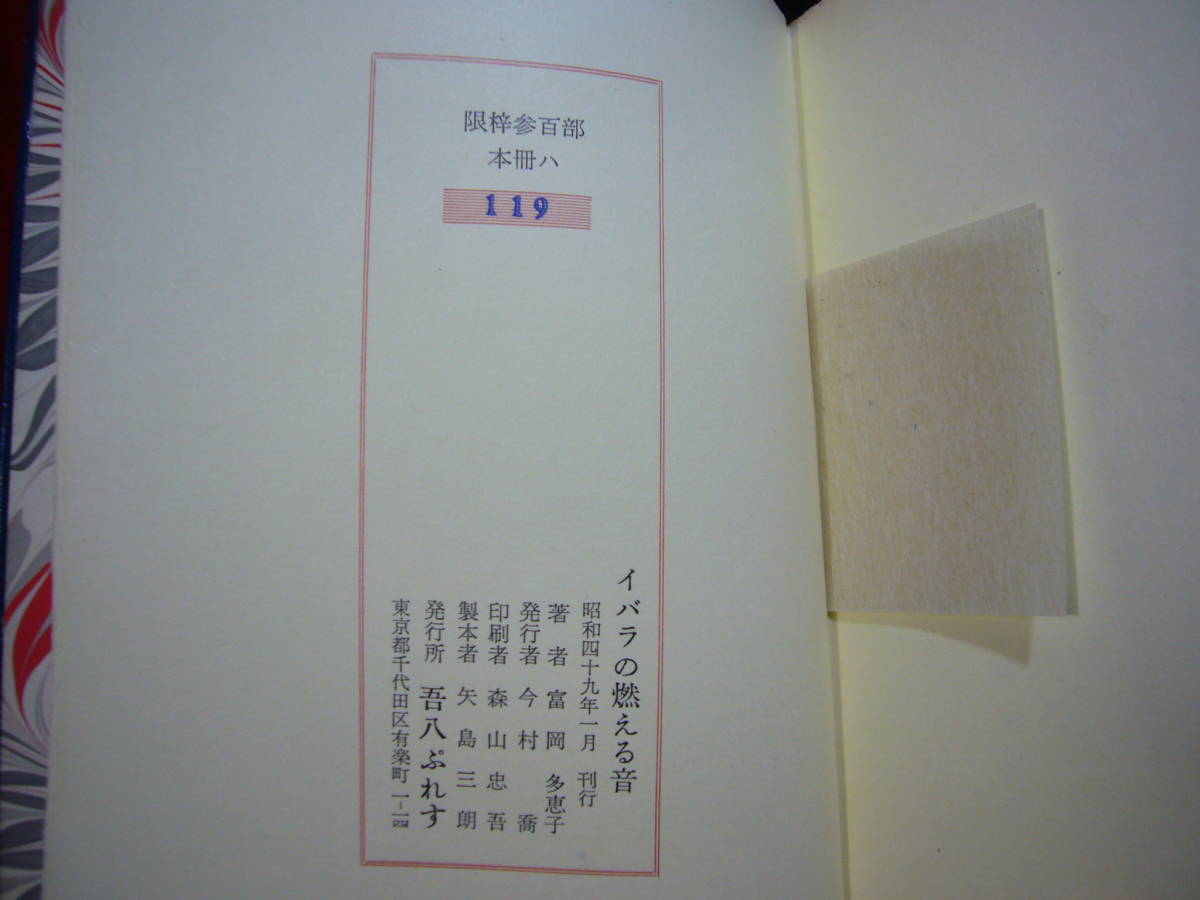 限梓参百部
本冊ハ
119
イバラの燃える音
昭和四十九年一月 刊行
著者 富岡多恵子
発行者 今村喬
印刷者 森山忠吾
製本者 矢島三朗
発行所 吾八ぷれす
東京都千代田区有楽町一-一四